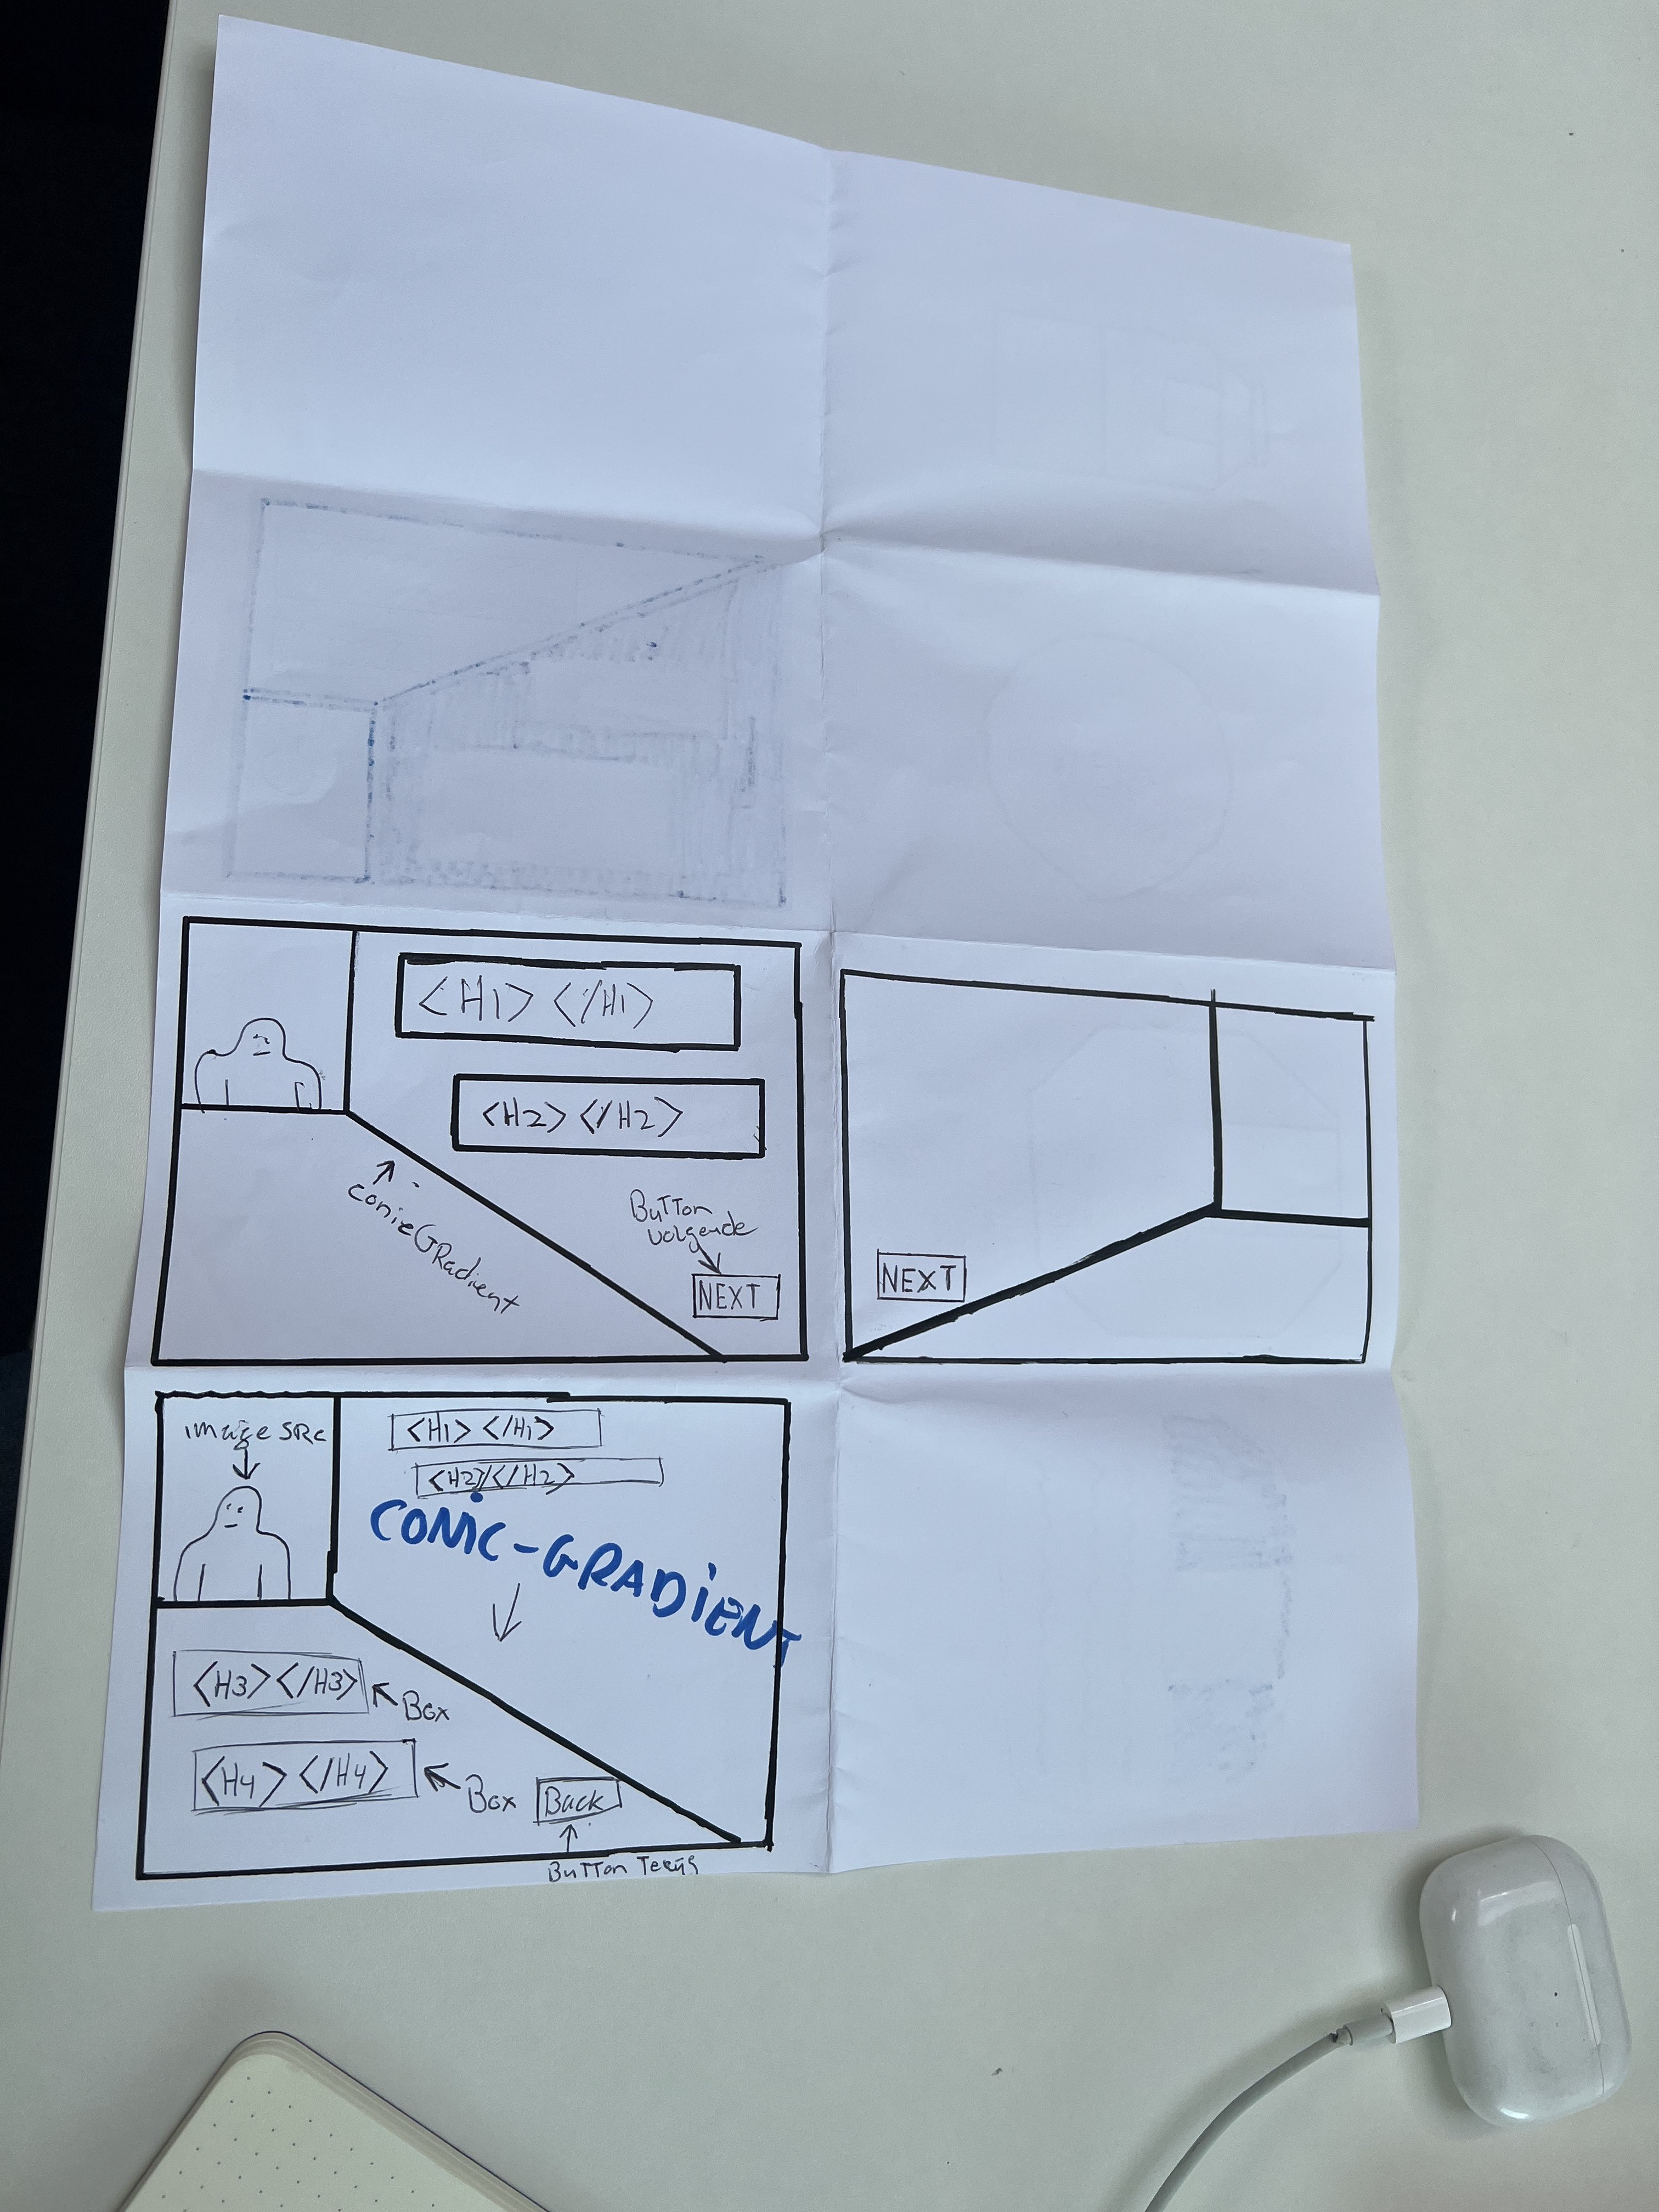 <H1> </H1>
<H2> </H2>
conicGRadient
BuTTon
volgende
NEXT
NEXT
image SRC
<H1> </H1>
<H2> </H2>
CONiC-GRADiENT
<H3> </H3>
Box
<H4> </H4>
Box
Back
BuTTon Terug